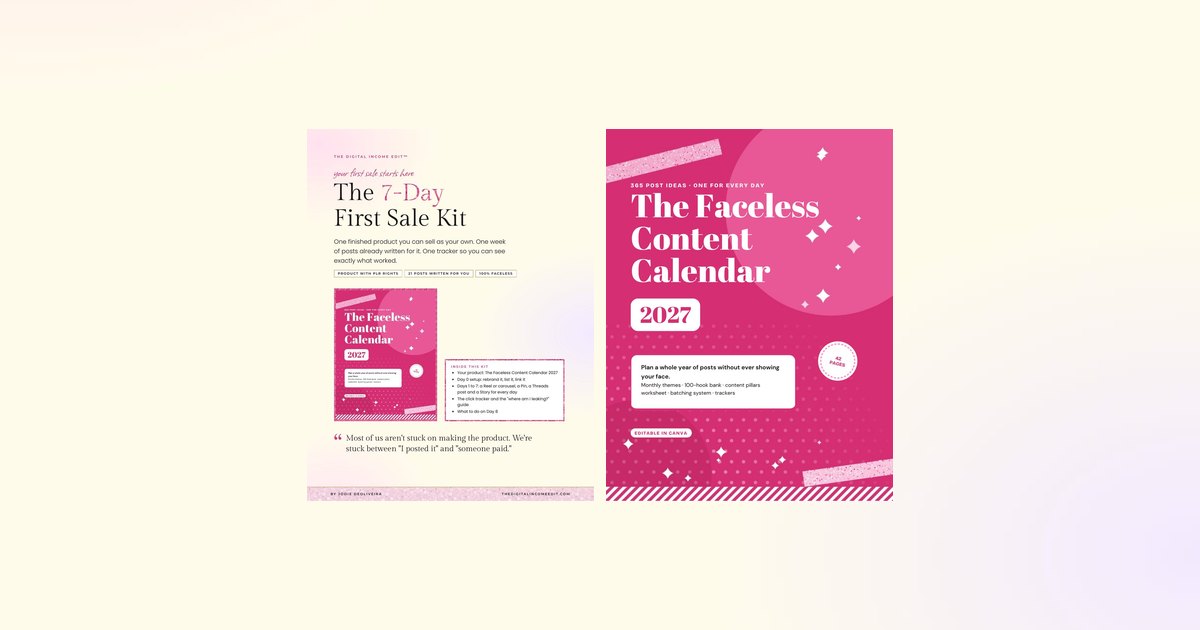 THE DIGITAL INCOME EDIT™
your first sale starts here
The 7-Day
First Sale Kit
One finished product you can sell as your own. One week
of posts already written for it. One tracker so you can see
exactly what worked.
PRODUCT WITH PLR RIGHTS
21 POSTS WRITTEN FOR YOU
100% FACELESS
The Faceless
Content
Calendar
2027
INSIDE THIS KIT
• Your product: The Faceless Content Calendar 2027
• Day 0 setup: rebrand it, list it, link it
• Days 1 to 7: a Reel or carousel, a Pin, a Threads
post and a Story for every day
• The click tracker and the "where am I leaking?"
guide
• What to do on Day 8
“ Most of us aren't stuck on making the product. We're
stuck between "I posted it" and "someone paid."
BY JODIE DEOLIVEIRA
THEDIGITALINCOMEEDIT.COM
365 POST IDEAS · ONE FOR EVERY DAY
The Faceless
Content
Calendar
2027
42
PAGES
Plan a whole year of posts without ever showing
your face.
Monthly themes · 100-hook bank · content pillars
worksheet · batching system · trackers
EDITABLE IN CANVA